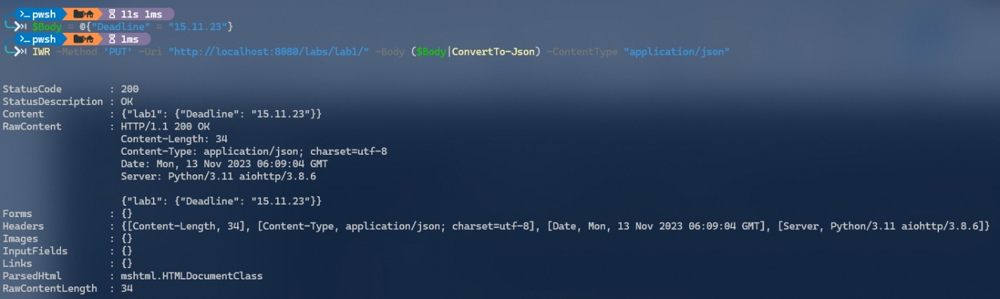 pwsh 11s 1ms
$Body = @{"Deadline" = "15.11.23"}
pwsh 1ms
IWR -Method 'PUT' -Uri "http://localhost:8080/labs/lab1/" -Body ($Body|ConvertTo-Json) -ContentType "application/json"
StatusCode : 200
StatusDescription : OK
Content : {"lab1": {"Deadline": "15.11.23"}}
RawContent : HTTP/1.1 200 OK
Content-Length: 34
Content-Type: application/json; charset=utf-8
Date: Mon, 13 Nov 2023 06:09:04 GMT
Server: Python/3.11 aiohttp/3.8.6
{"lab1": {"Deadline": "15.11.23"}}
Forms : {}
Headers : {[Content-Length, 34], [Content-Type, application/json; charset=utf-8], [Date, Mon, 13 Nov 2023 06:09:04 GMT], [Server, Python/3.11 aiohttp/3.8.6]}
Images : {}
InputFields : {}
Links : {}
ParsedHtml : mshtml.HTMLDocumentClass
RawContentLength : 34